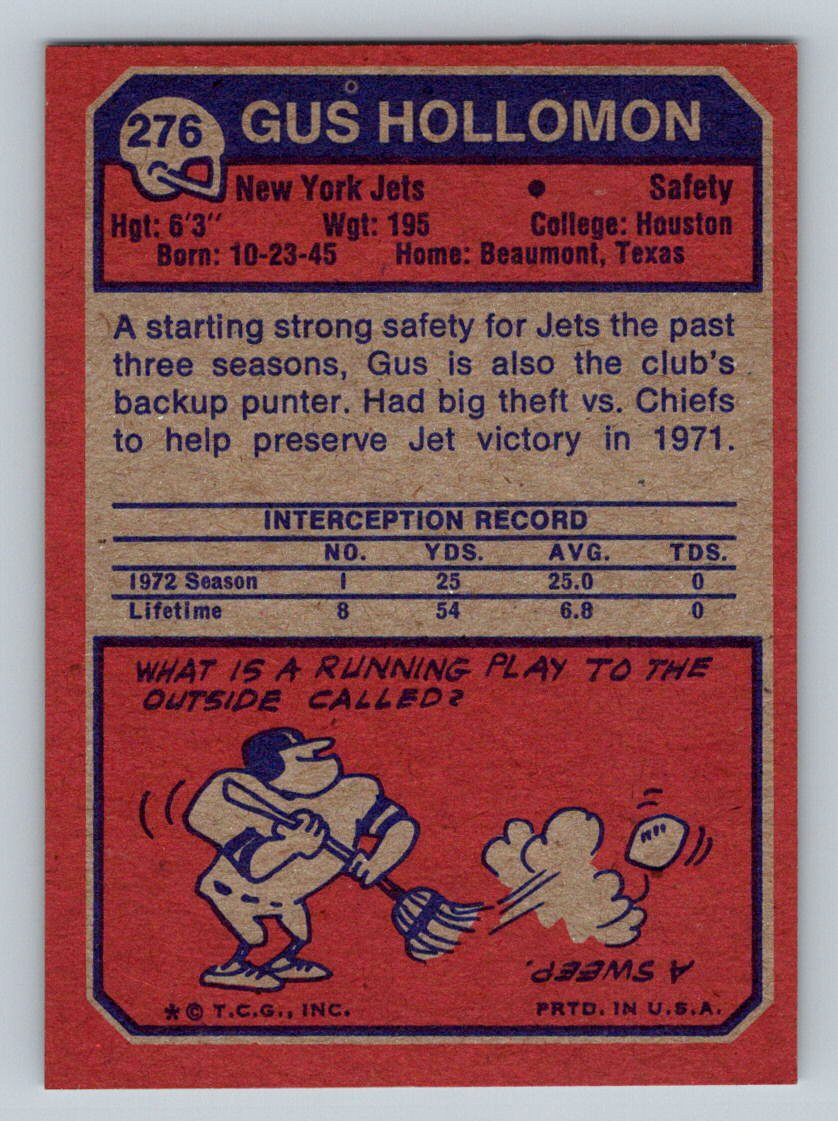 276 GUS HOLLOMON
New York Jets • Safety
Hgt: 6'3" Wgt: 195 College: Houston
Born: 10-23-45 Home: Beaumont, Texas
A starting strong safety for Jets the past
three seasons, Gus is also the club's
backup punter. Had big theft vs. Chiefs
to help preserve Jet victory in 1971.
INTERCEPTION RECORD
NO. YDS. AVG. TDS.
1972 Season 1 25 25.0 0
Lifetime 8 54 6.8 0
WHAT IS A RUNNING PLAY TO THE
OUTSIDE CALLED?
A SWEEP.
* © T.C.G., INC. PRTD. IN U.S.A.